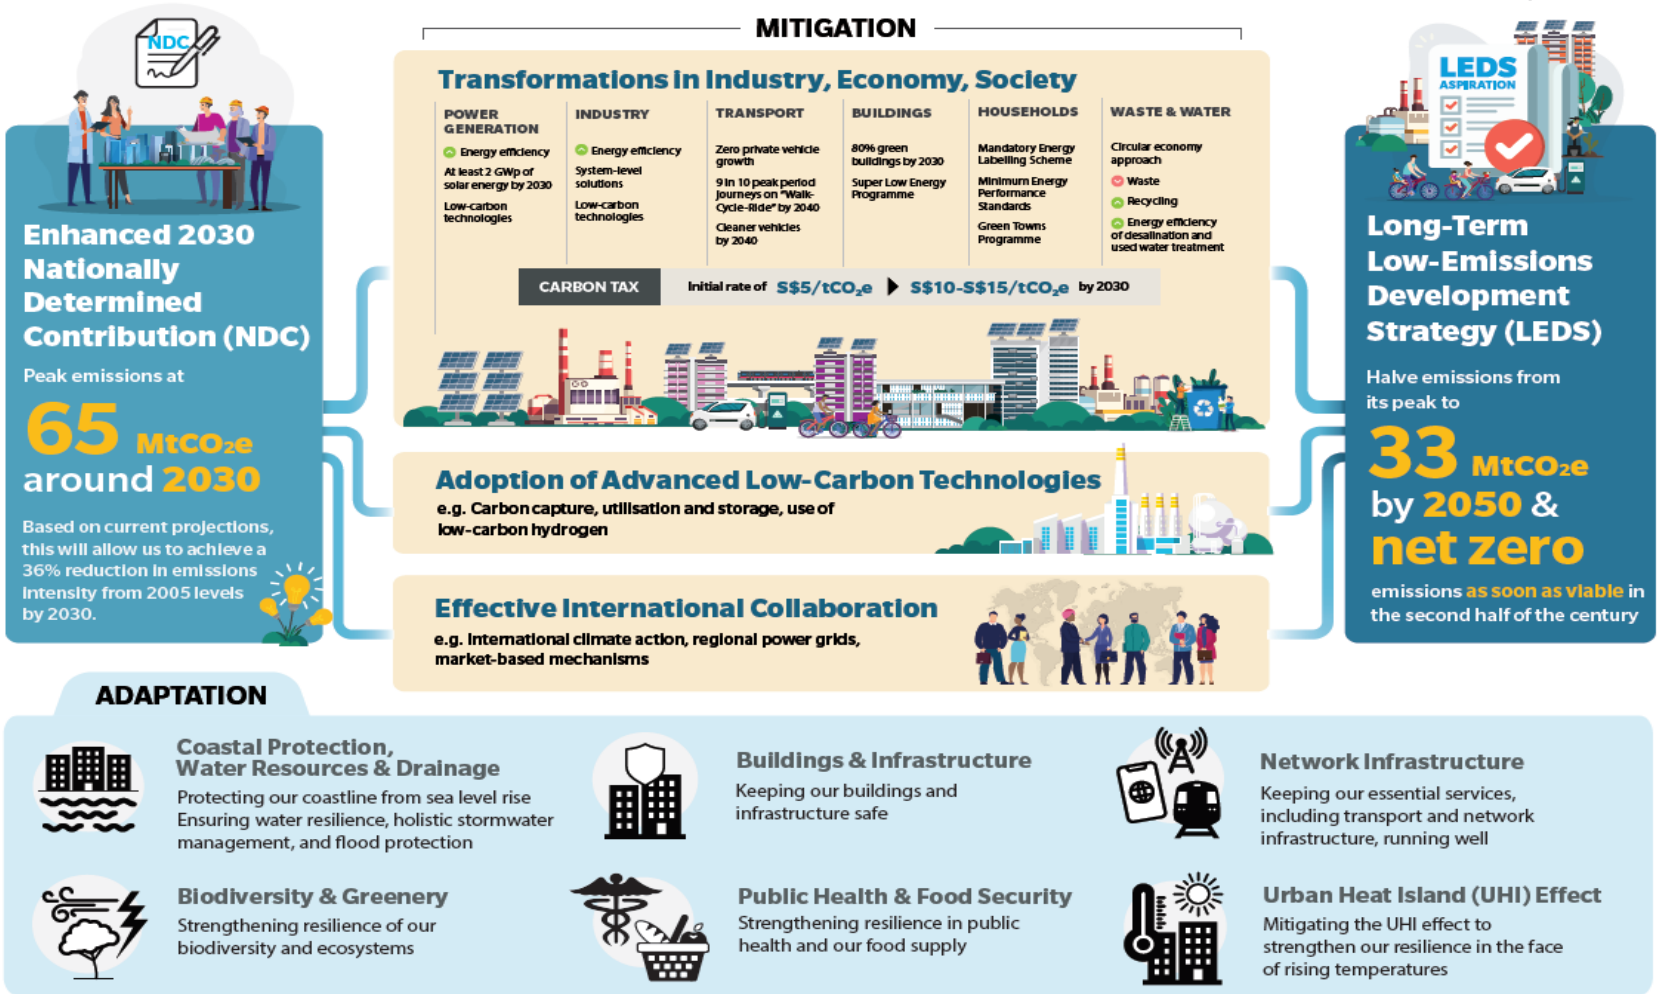 NDC
Enhanced 2030
Nationally
Determined
Contribution (NDC)
Peak emissions at
65 MtCO₂e
around 2030
Based on current projections,
this will allow us to achieve a
36% reduction in emissions
intensity from 2005 levels
by 2030.
MITIGATION
Transformations in Industry, Economy, Society
POWER
GENERATION
Energy efficiency
At least 2 GWp of
solar energy by 2030
Low-carbon
technologies
INDUSTRY
Energy efficiency
System-level
solutions
Low-carbon
technologies
TRANSPORT
Zero private vehicle
growth
9 in 10 peak period
journeys on "Walk-
Cycle-Ride" by 2040
Cleaner vehicles
by 2040
BUILDINGS
80% green
buildings by 2030
Super Low Energy
Programme
HOUSEHOLDS
Mandatory Energy
Labelling Scheme
Minimum Energy
Performance
Standards
Green Towns
Programme
WASTE & WATER
Circular economy
approach
Waste
Recycling
Energy efficiency
of desalination and
used water treatment
CARBON TAX
Initial rate of S$5/tCO₂e S$10-S$15/tCO₂e by 2030
Adoption of Advanced Low-Carbon Technologies
e.g. Carbon capture, utilisation and storage, use of
low-carbon hydrogen
Effective International Collaboration
e.g. International climate action, regional power grids,
market-based mechanisms
LEDS
ASPIRATION
Long-Term
Low-Emissions
Development
Strategy (LEDS)
Halve emissions from
its peak to
33 MtCO₂e
by 2050 &
net zero
emissions as soon as viable in
the second half of the century
ADAPTATION
Coastal Protection,
Water Resources & Drainage
Protecting our coastline from sea level rise
Ensuring water resilience, holistic stormwater
management, and flood protection
Buildings & Infrastructure
Keeping our buildings and
infrastructure safe
Network Infrastructure
Keeping our essential services,
including transport and network
infrastructure, running well
Biodiversity & Greenery
Strengthening resilience of our
biodiversity and ecosystems
Public Health & Food Security
Strengthening resilience in public
health and our food supply
Urban Heat Island (UHI) Effect
Mitigating the UHI effect to
strengthen our resilience in the face
of rising temperatures